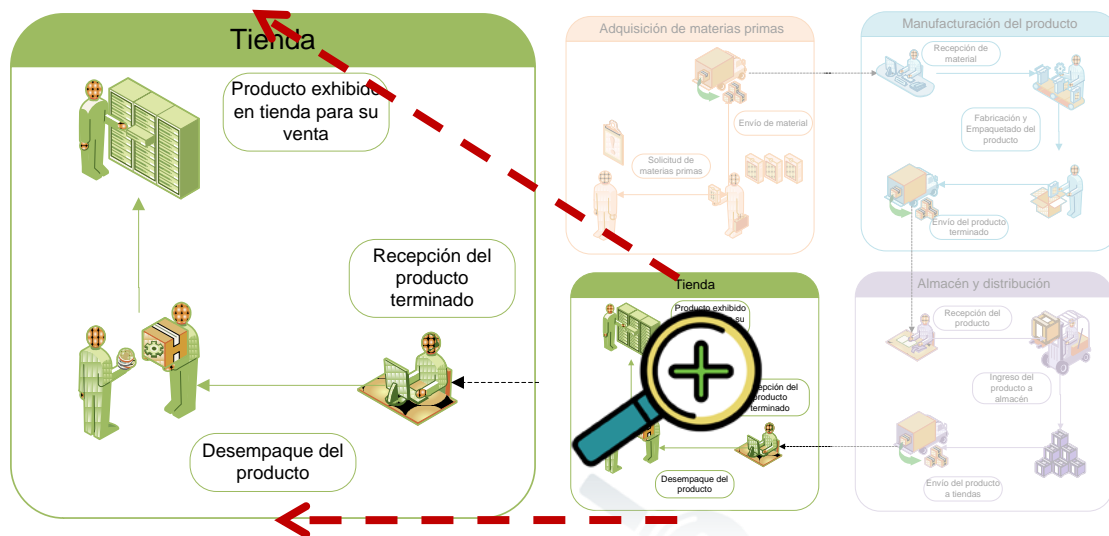 Tienda
Producto exhibido
en tienda para su
venta
Recepción del
producto
terminado
Desempaque del
producto
Adquisición de materias primas
Envío de material
Solicitud de
materias primas
Manufacturación del producto
Recepción de
material
Fabricación y
Empaquetado del
producto
Envío del producto
terminado
Tienda
Producto exhibido
su
Recepción del
producto
terminado
Desempaque del
producto
Almacén y distribución
Recepción del
producto
Ingreso del
producto a
almacén
Envío del producto
a tiendas